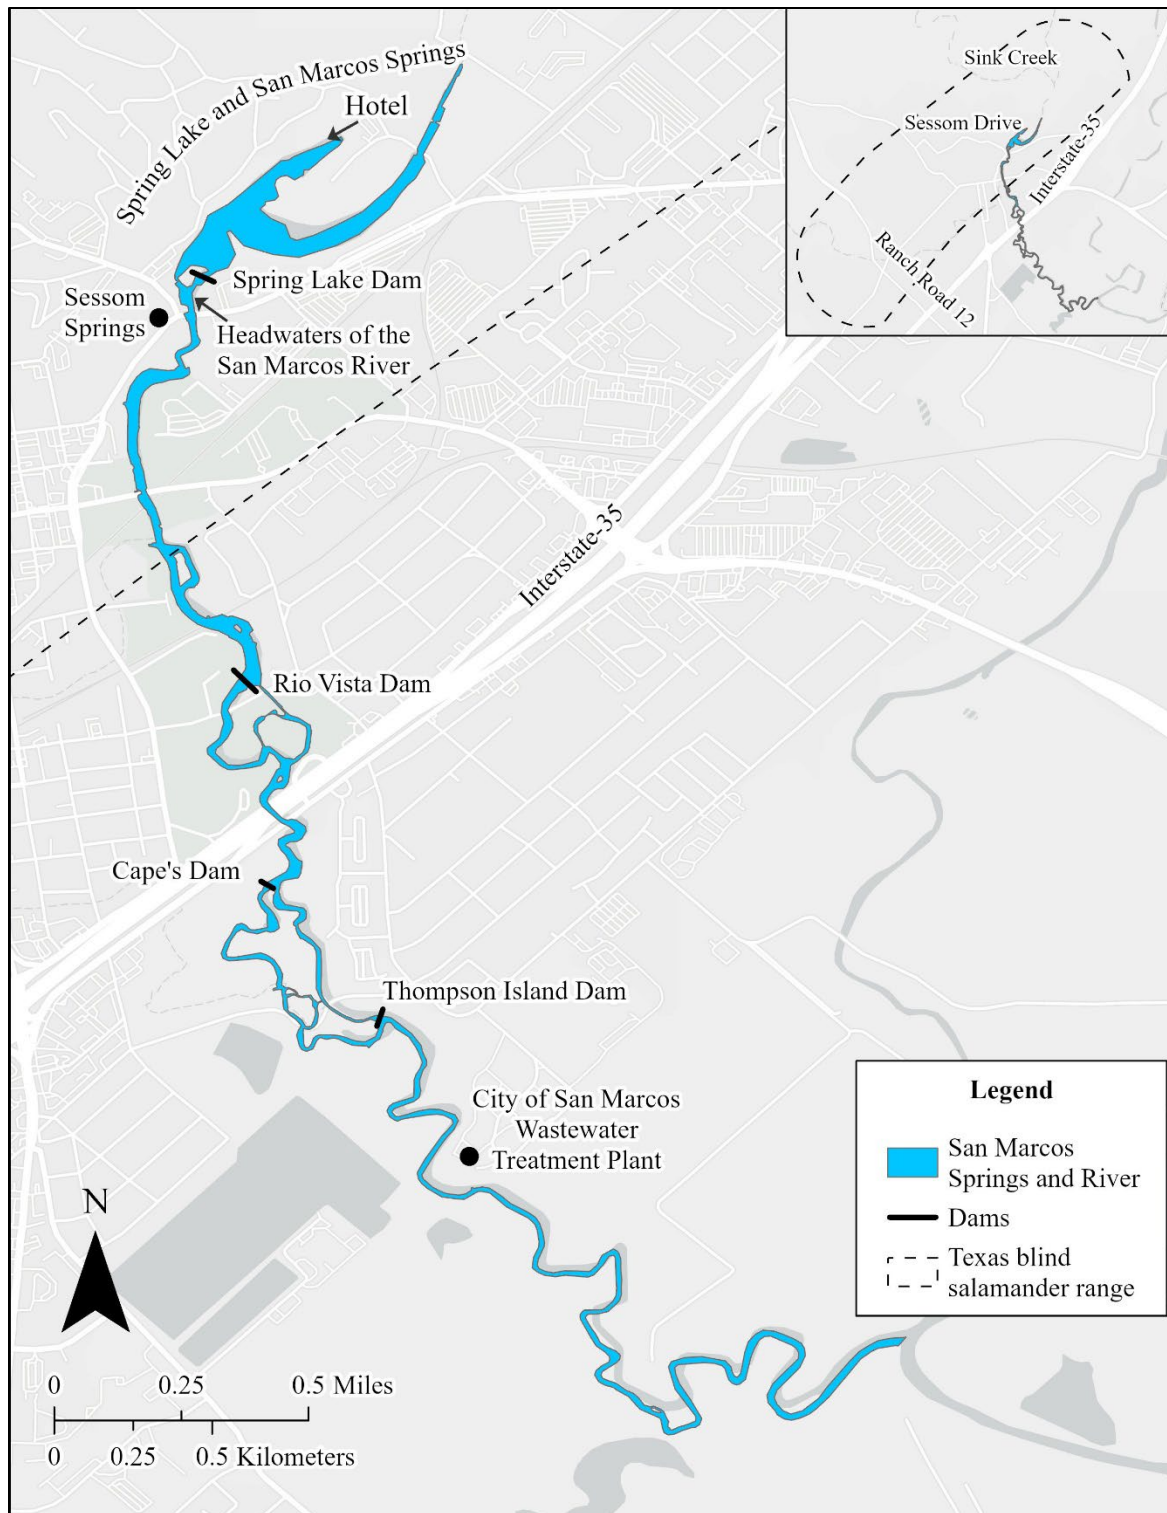 Spring Lake and San Marcos Springs
Hotel
Spring Lake Dam
Sessom
Springs
Headwaters of the
San Marcos River
Sink Creek
Sessom Drive
Interstate-35
Ranch Road 12
Interstate-35
Rio Vista Dam
Cape's Dam
Thompson Island Dam
City of San Marcos
Wastewater
Treatment Plant
Legend
San Marcos
Springs and River
Dams
Texas blind
salamander range
N
0 0.25 0.5 Miles
0 0.25 0.5 Kilometers